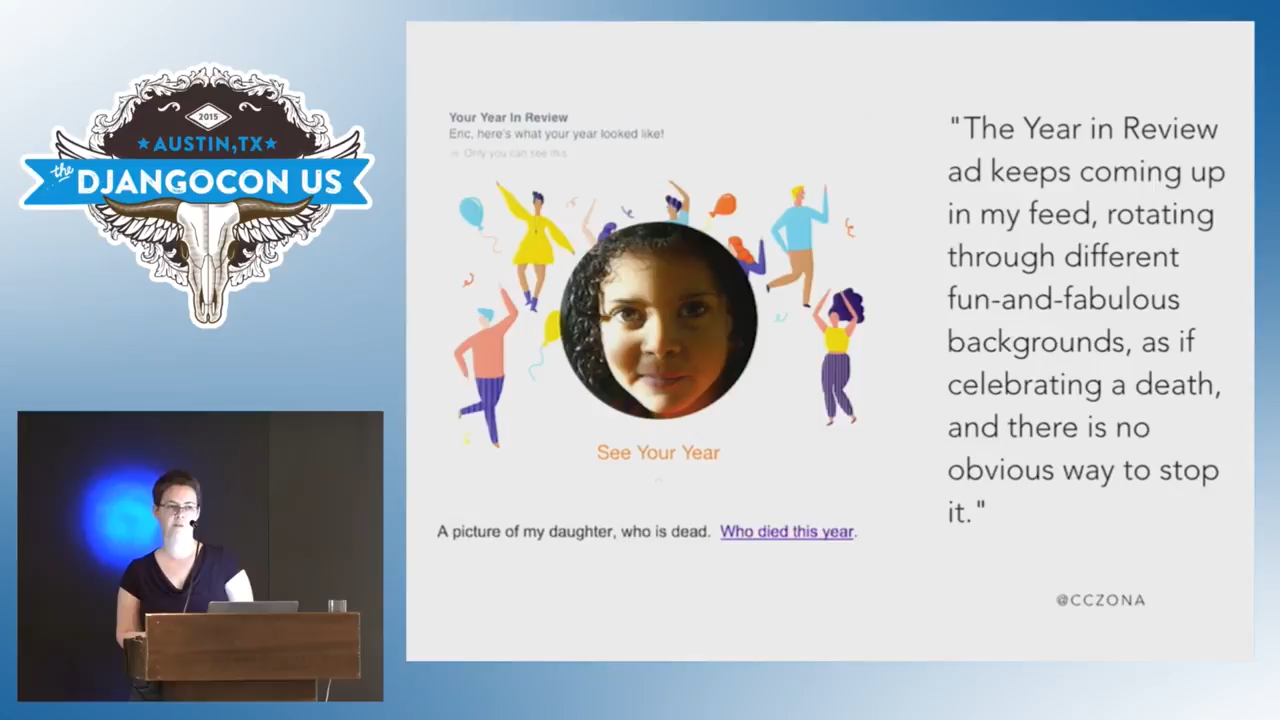 2015
AUSTIN, TX
the
DJANGOCON US
Your Year In Review
Eric, here's what your year looked like!
Only you can see this
See Your Year
A picture of my daughter, who is dead. Who died this year.
"The Year in Review
ad keeps coming up
in my feed, rotating
through different
fun-and-fabulous
backgrounds, as if
celebrating a death,
and there is no
obvious way to stop
it."
@CCZONA